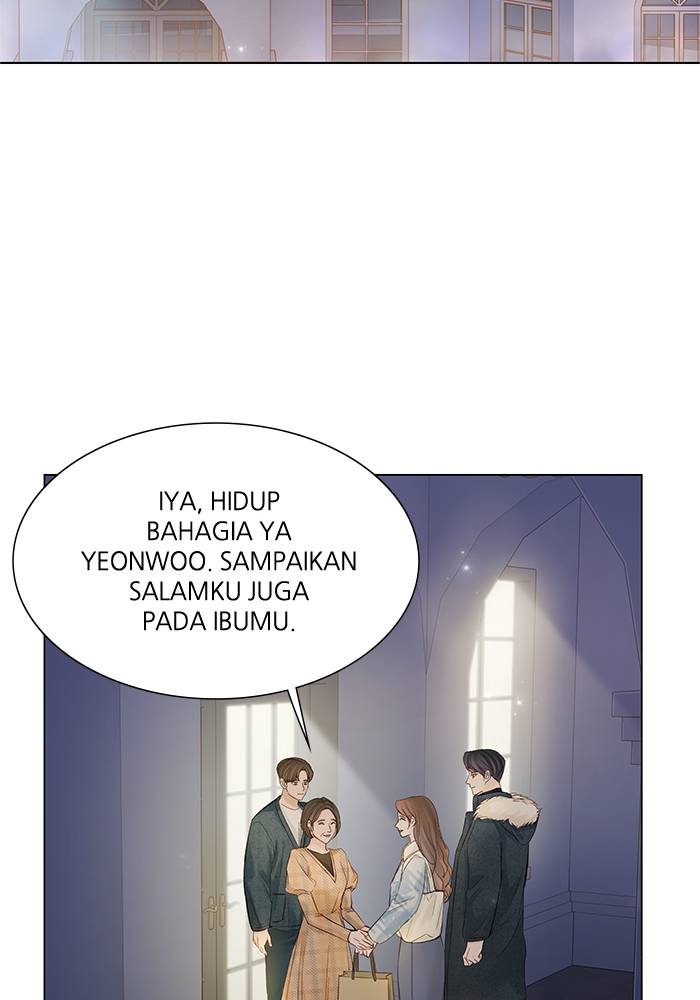 IYA, HIDUP
BAHAGIA YA
YEONWOO. SAMPAIKAN
SALAMKU JUGA
PADA IBUMU.